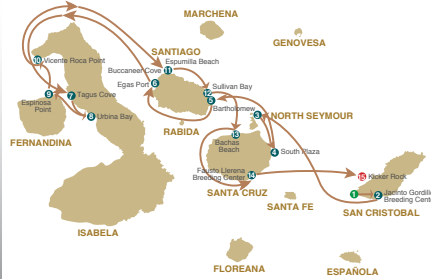 MARCHENA
GENOVESA
SANTIAGO
Espumilla Beach
10 Vicente Roca Point
Buccaneer Cove 11
Egas Port 6
12 Sullivan Bay
5
Bartholomew
9
Espinosa
Point
7 Tagus Cove
8 Urbina Bay
RABIDA
3 NORTH SEYMOUR
FERNANDINA
13
Bachas
Beach
4 South Plaza
Fausto Llerena
Breeding Center 14
15 Kicker Rock
SANTA CRUZ
1
2 Jacinto Gordillo
Breeding Cent
SANTA FE
SAN CRISTOBAL
ISABELA
FLOREANA
ESPAÑOLA